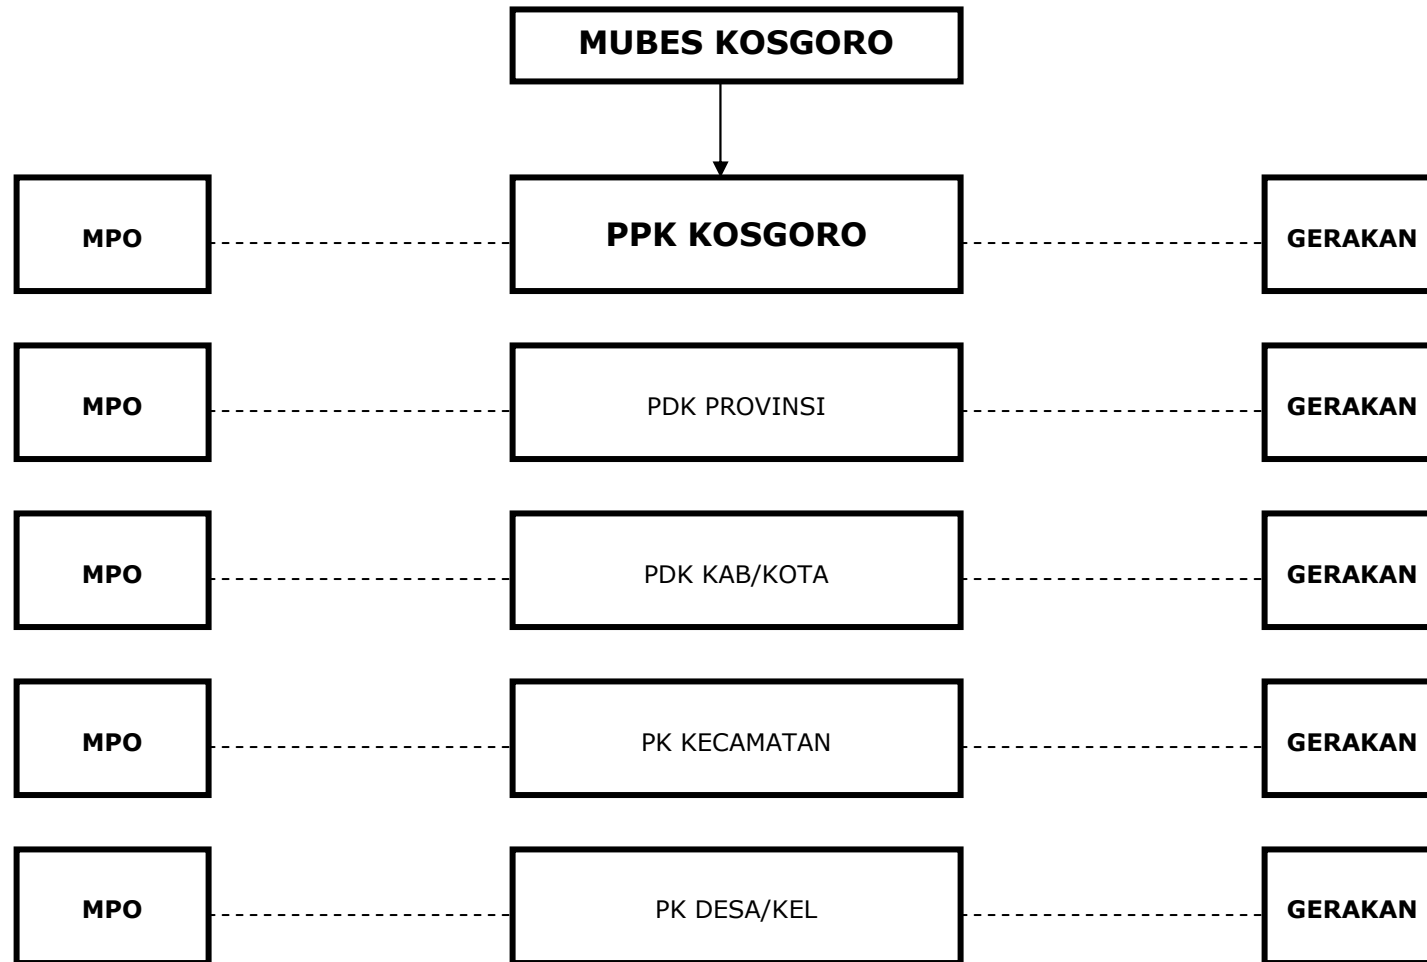 MUBES KOSGORO
MPO
PPK KOSGORO
GERAKAN
MPO
PDK PROVINSI
GERAKAN
MPO
PDK KAB/KOTA
GERAKAN
MPO
PK KECAMATAN
GERAKAN
MPO
PK DESA/KEL
GERAKAN